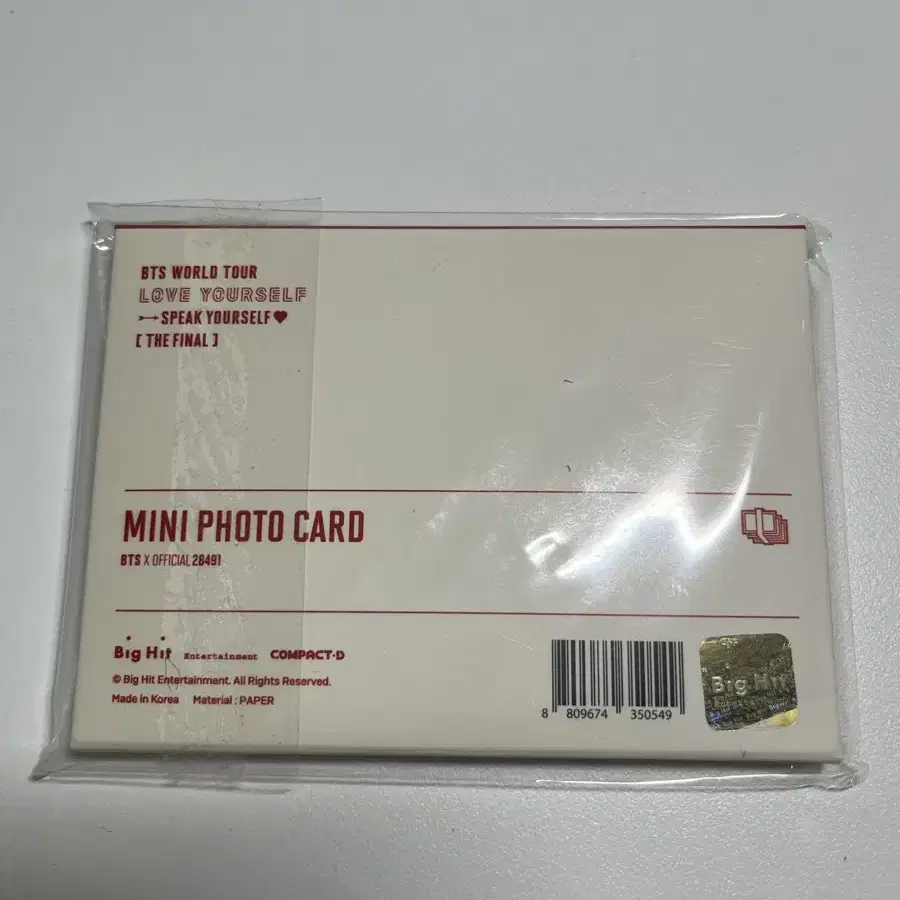 BTS WORLD TOUR
LOVE YOURSELF
SPEAK YOURSELF
[ THE FINAL ]
MINI PHOTO CARD
BTS X OFFICIAL 28491
Big Hit Entertainment COMPACT·D
© Big Hit Entertainment. All Rights Reserved.
Made in Korea Material : PAPER
8 809674 350549
Big Hit